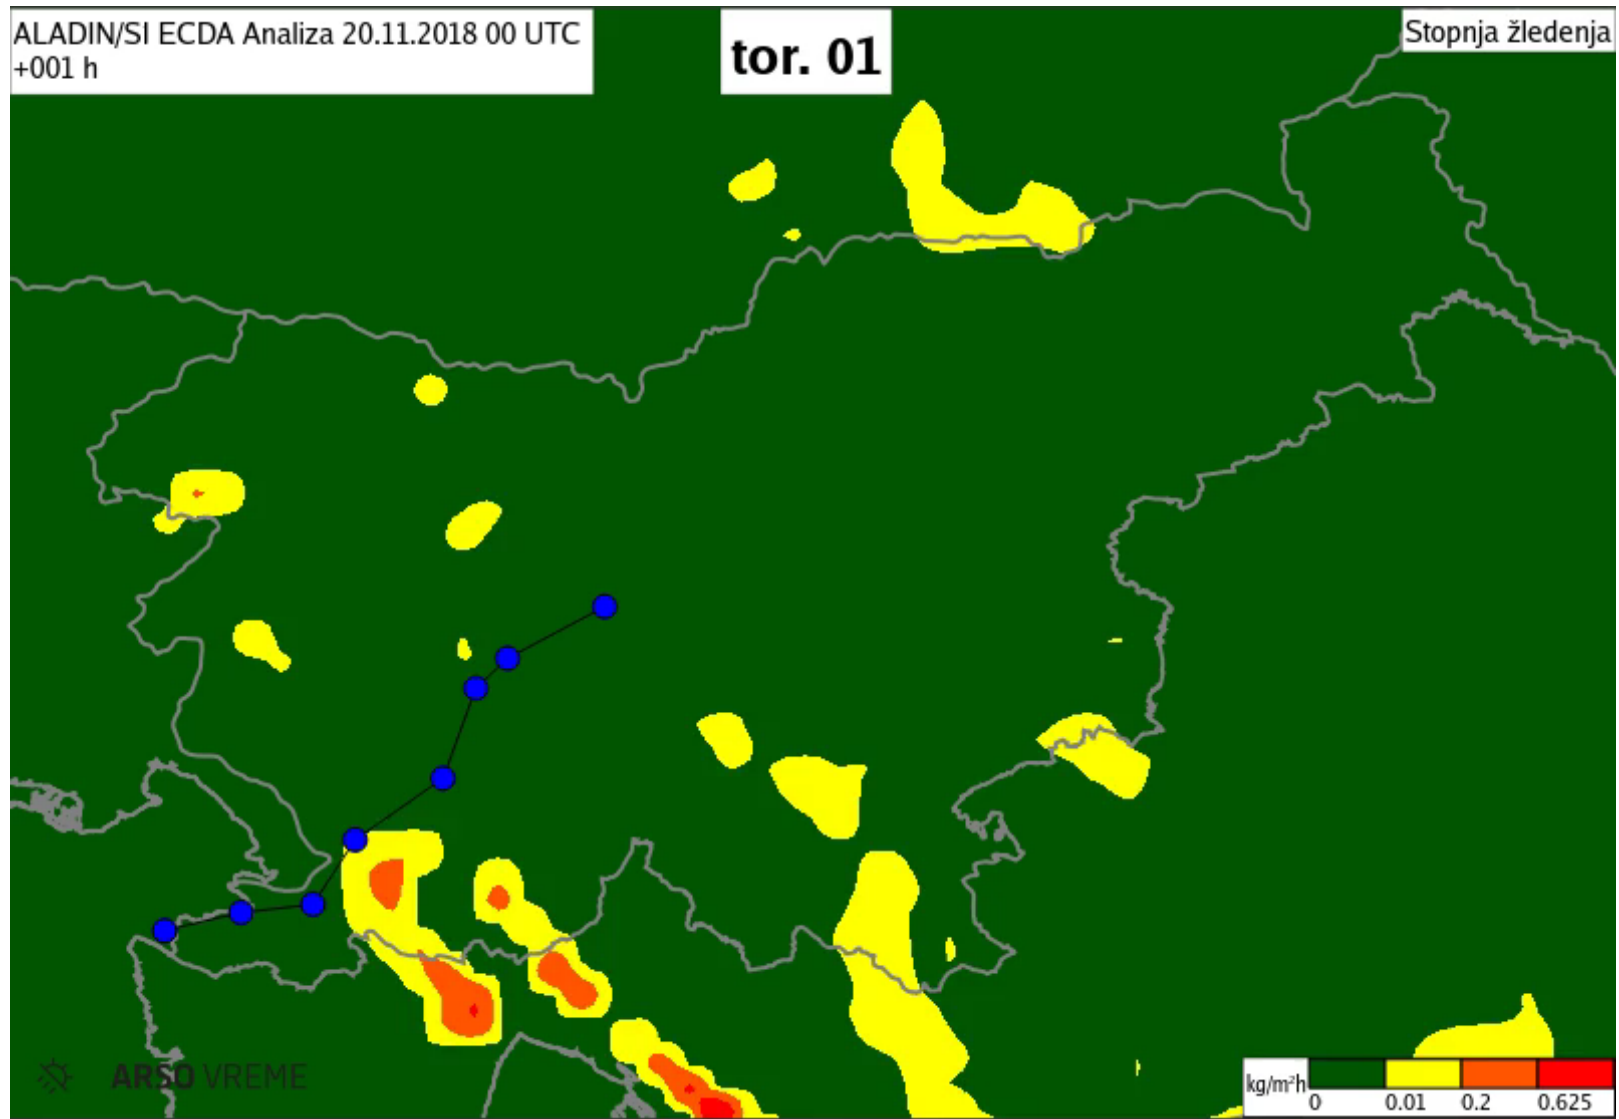 ALADIN/SI ECDA Analiza 20.11.2018 00 UTC
+001 h
tor. 01
Stopnja žledenja
ARSO VREME
kg/m²h
0 0.01 0.2 0.625